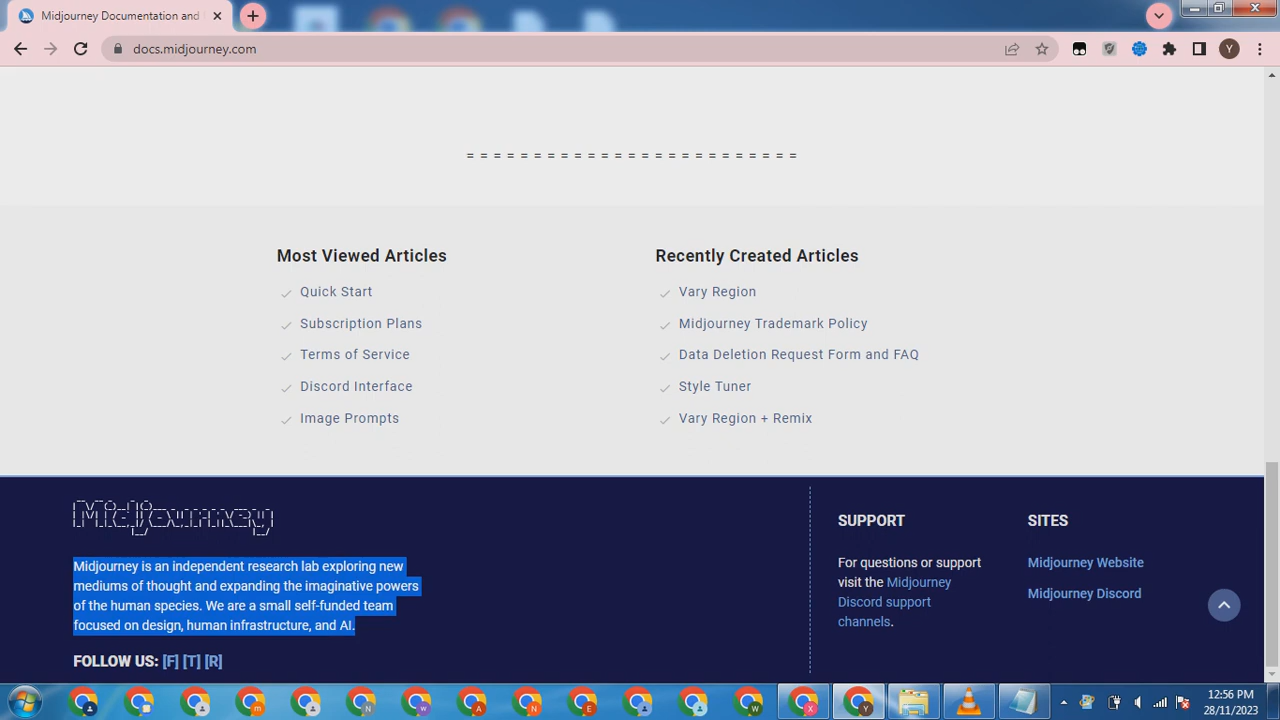 Midjourney Documentation and
docs.midjourney.com
Y
= = = = = = = = = = = = = = = = = = = = = = = = =
Most Viewed Articles
Quick Start
Subscription Plans
Terms of Service
Discord Interface
Image Prompts
Recently Created Articles
Vary Region
Midjourney Trademark Policy
Data Deletion Request Form and FAQ
Style Tuner
Vary Region + Remix
Midjourney
Midjourney is an independent research lab exploring new
mediums of thought and expanding the imaginative powers
of the human species. We are a small self-funded team
focused on design, human infrastructure, and AI.
FOLLOW US: [F] [T] [R]
SUPPORT
For questions or support
visit the Midjourney
Discord support
channels.
SITES
Midjourney Website
Midjourney Discord
12:56 PM
28/11/2023